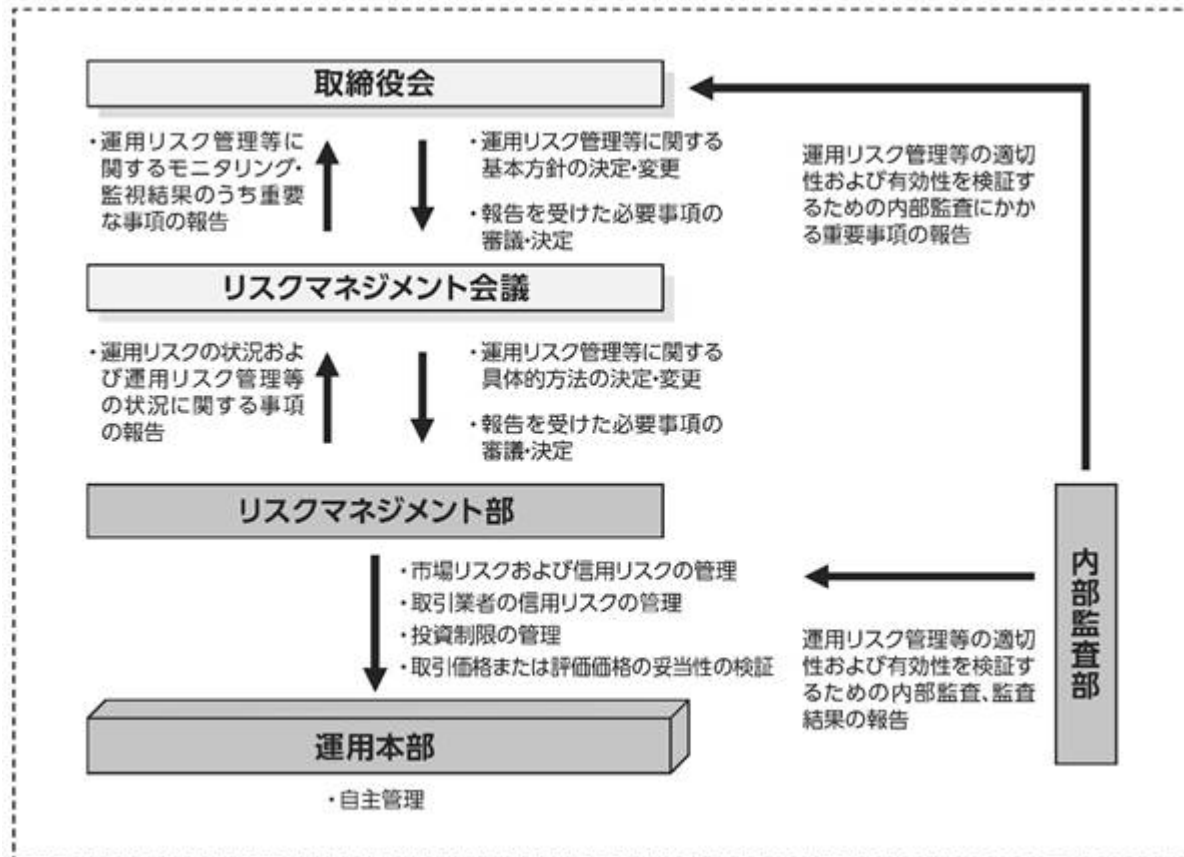 取締役会
・運用リスク管理等に
関するモニタリング・
監視結果のうち重要
な事項の報告
・運用リスク管理等に関する
基本方針の決定・変更
・報告を受けた必要事項の
審議・決定
運用リスク管理等の適切
性および有効性を検証す
るための内部監査にかか
る重要事項の報告
リスクマネジメント会議
・運用リスクの状況およ
び運用リスク管理等
の状況に関する事項
の報告
・運用リスク管理等に関する
具体的方法の決定・変更
・報告を受けた必要事項の
審議・決定
リスクマネジメント部
・市場リスクおよび信用リスクの管理
・取引業者の信用リスクの管理
・投資制限の管理
・取引価格または評価価格の妥当性の検証
内部監査部
運用リスク管理等の適切
性および有効性を検証す
るための内部監査、監査
結果の報告
運用本部
・自主管理